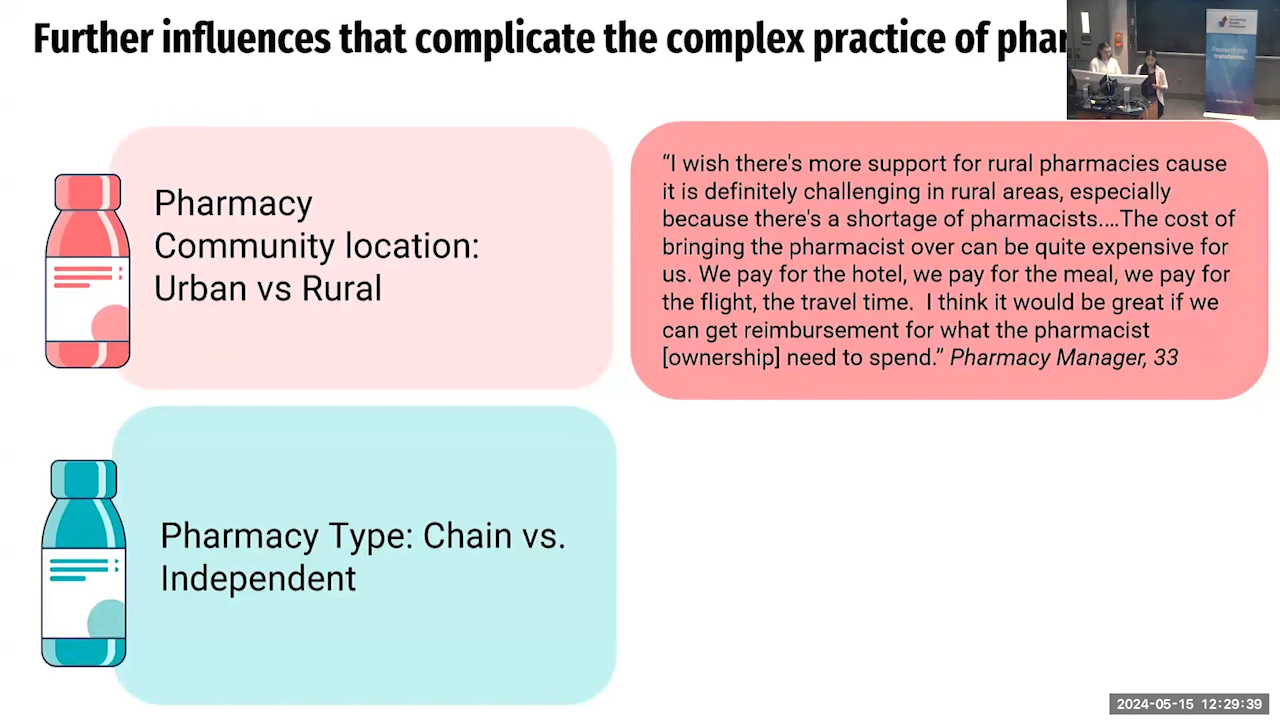 Further influences that complicate the complex practice of
Pharmacy
Community location:
Urban vs Rural
“I wish there's more support for rural pharmacies cause
it is definitely challenging in rural areas, especially
because there's a shortage of pharmacists....The cost of
bringing the pharmacist over can be quite expensive for
us. We pay for the hotel, we pay for the meal, we pay for
the flight, the travel time. I think it would be great if we
can get reimbursement for what the pharmacist
[ownership] need to spend.” Pharmacy Manager, 33
Pharmacy Type: Chain vs.
Independent
Research that
transforms.
2024-05-15 12:29:39